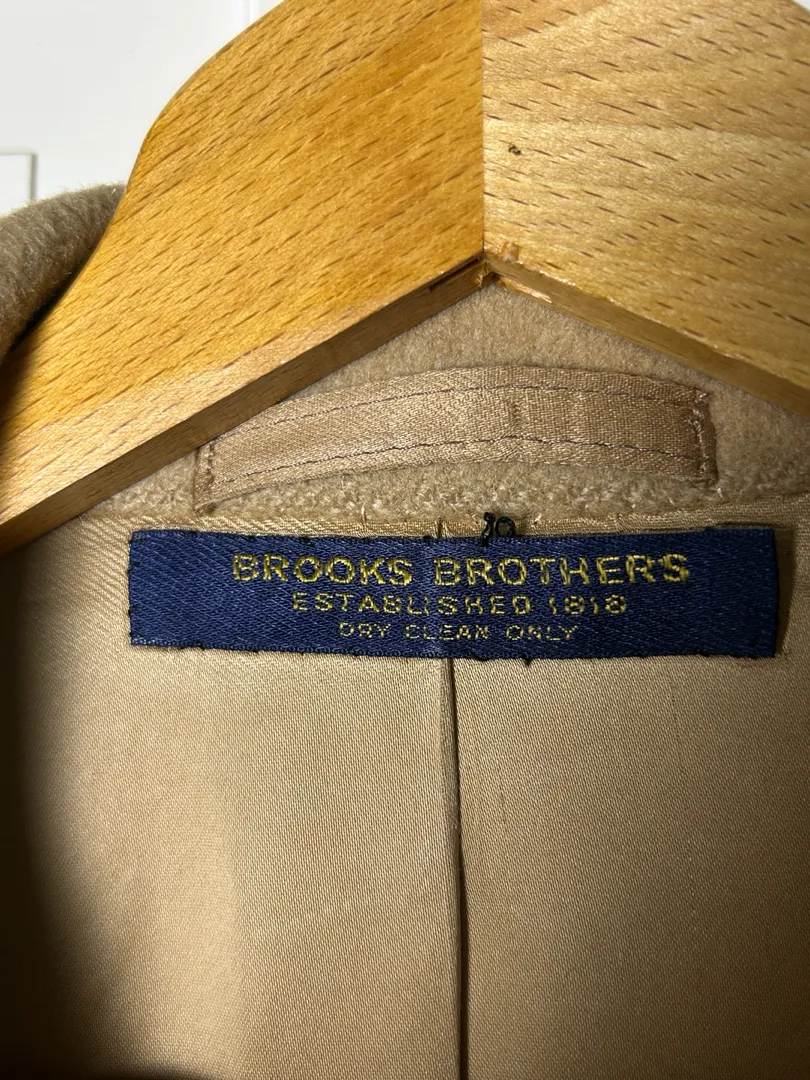 BROOKS BROTHERS
ESTABLISHED 1818
DRY CLEAN ONLY